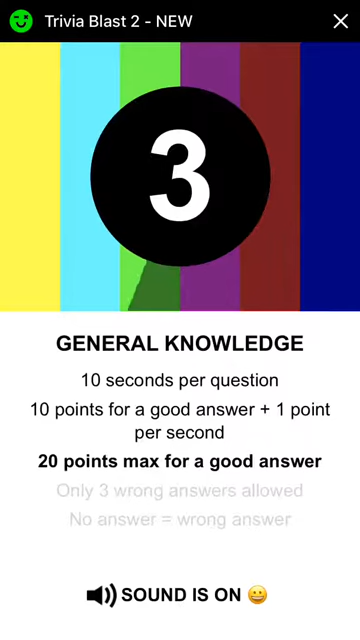 Trivia Blast 2 - NEW
3
GENERAL KNOWLEDGE
10 seconds per question
10 points for a good answer + 1 point
per second
20 points max for a good answer
Only 3 wrong answers allowed
No answer = wrong answer
SOUND IS ON 😀